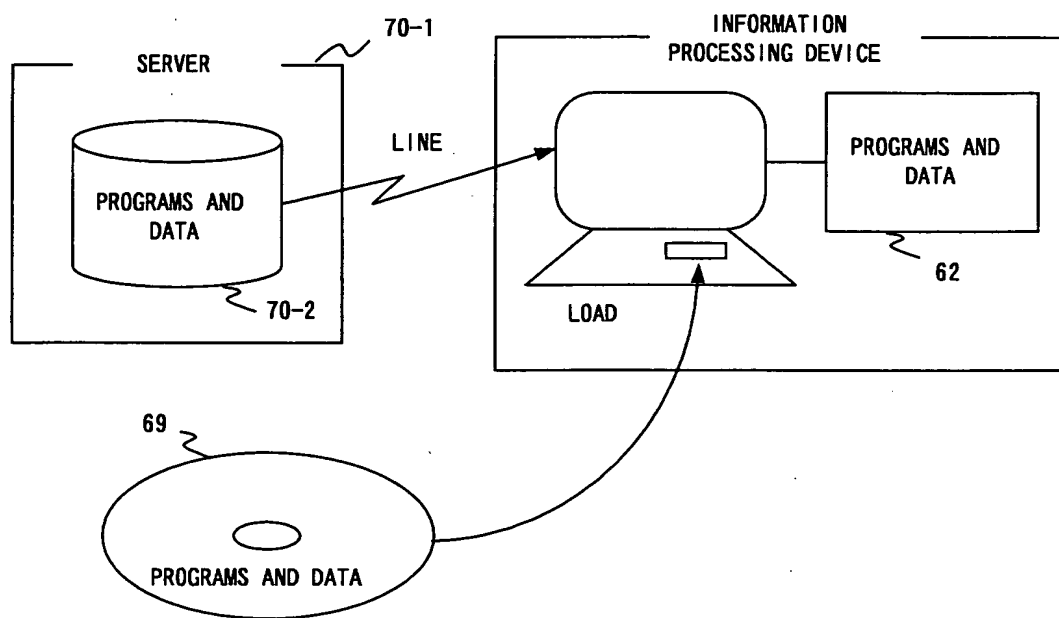 70-1
SERVER
INFORMATION
PROCESSING DEVICE
LINE
PROGRAMS AND
DATA
PROGRAMS AND
DATA
70-2
62
LOAD
69
PROGRAMS AND DATA